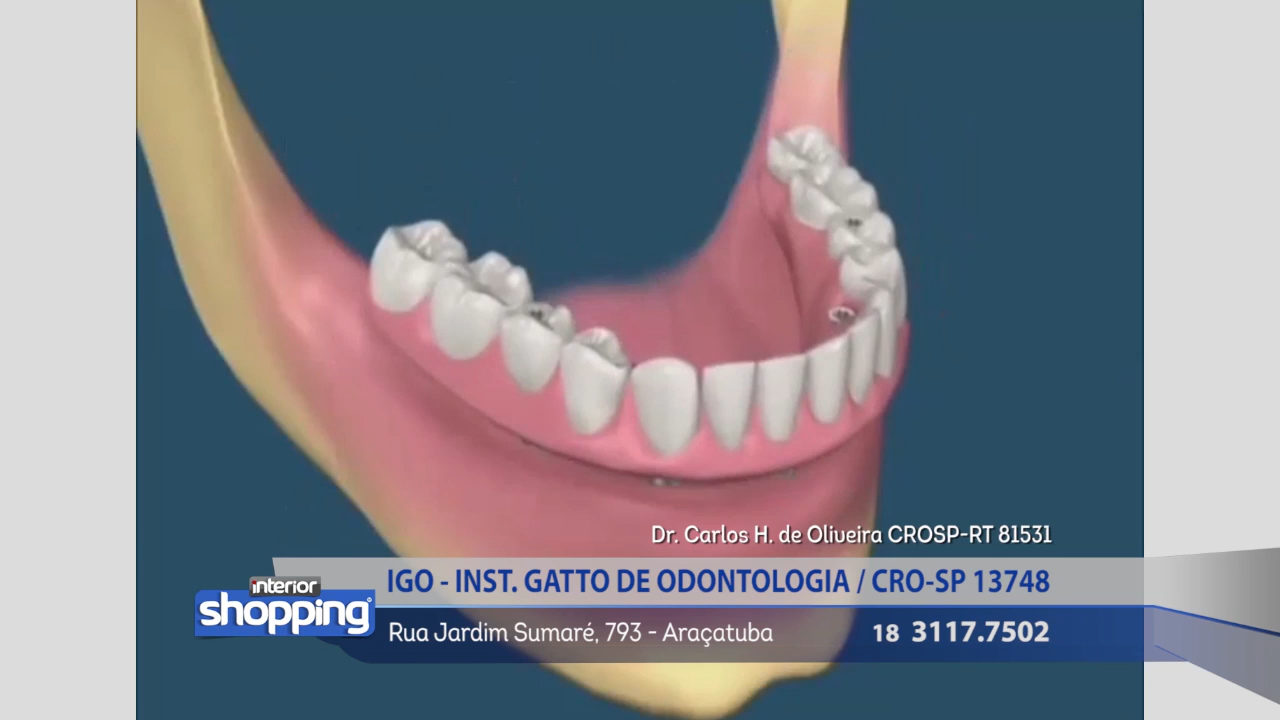 Dr. Carlos H. de Oliveira CROSP-RT 81531
IGO - INST. GATTO DE ODONTOLOGIA / CRO-SP 13748
interior
shopping
Rua Jardim Sumaré, 793 - Araçatuba 18 3117.7502